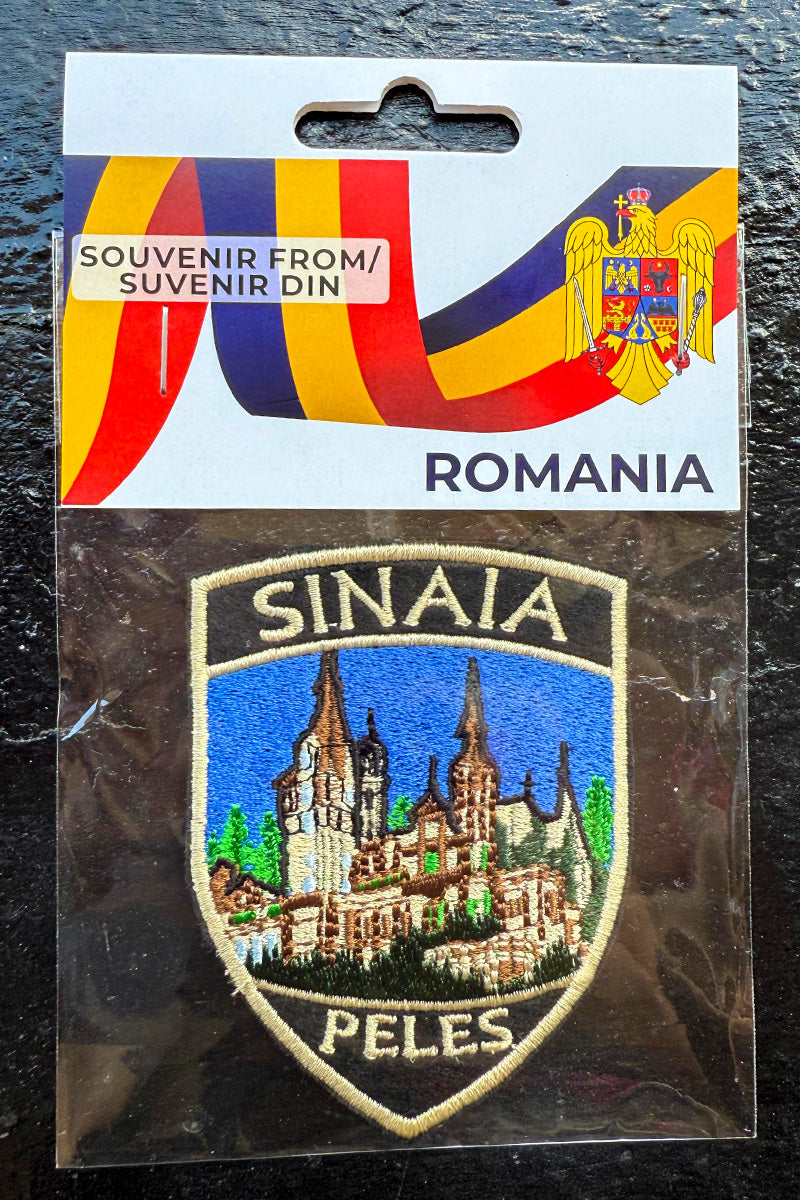 SOUVENIR FROM/
SUVENIR DIN
ROMANIA
SINAIA
PELES